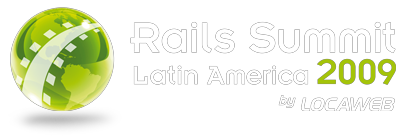 Rails Summit
Latin America 2009
by LOCAWEB